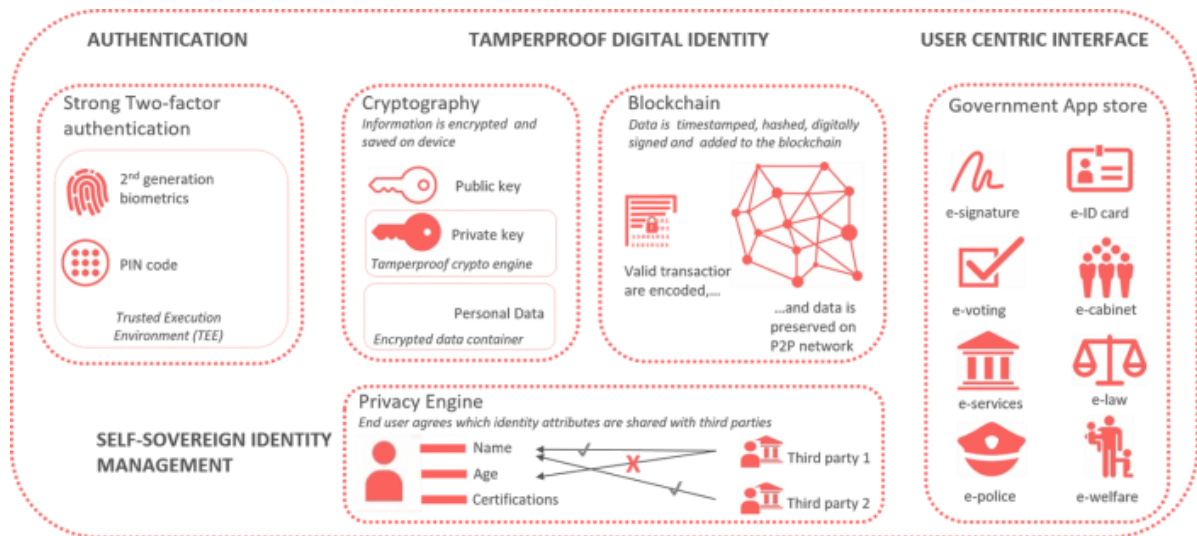 AUTHENTICATION
TAMPERPROOF DIGITAL IDENTITY
USER CENTRIC INTERFACE
Strong Two-factor
authentication
2nd generation
biometrics
PIN code
Trusted Execution
Environment (TEE)
Cryptography
Information is encrypted and
saved on device
Public key
Private key
Tamperproof crypto engine
Personal Data
Encrypted data container
Blockchain
Data is timestamped, hashed, digitally
signed and added to the blockchain
Valid transaction
are encoded,...
...and data is
preserved on
P2P network
Government App store
e-signature
e-ID card
e-voting
e-cabinet
e-services
e-law
e-police
e-welfare
SELF-SOVEREIGN IDENTITY
MANAGEMENT
Privacy Engine
End user agrees which identity attributes are shared with third parties
Name
Age
Certifications
X
Third party 1
Third party 2